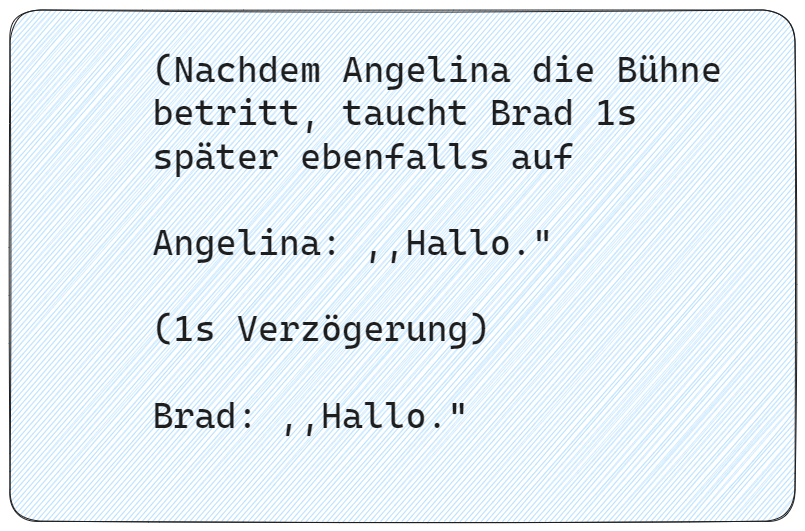 (Nachdem Angelina die Bühne
betritt, taucht Brad 1s
später ebenfalls auf
Angelina: ,,Hallo."
(1s Verzögerung)
Brad: ,,Hallo."